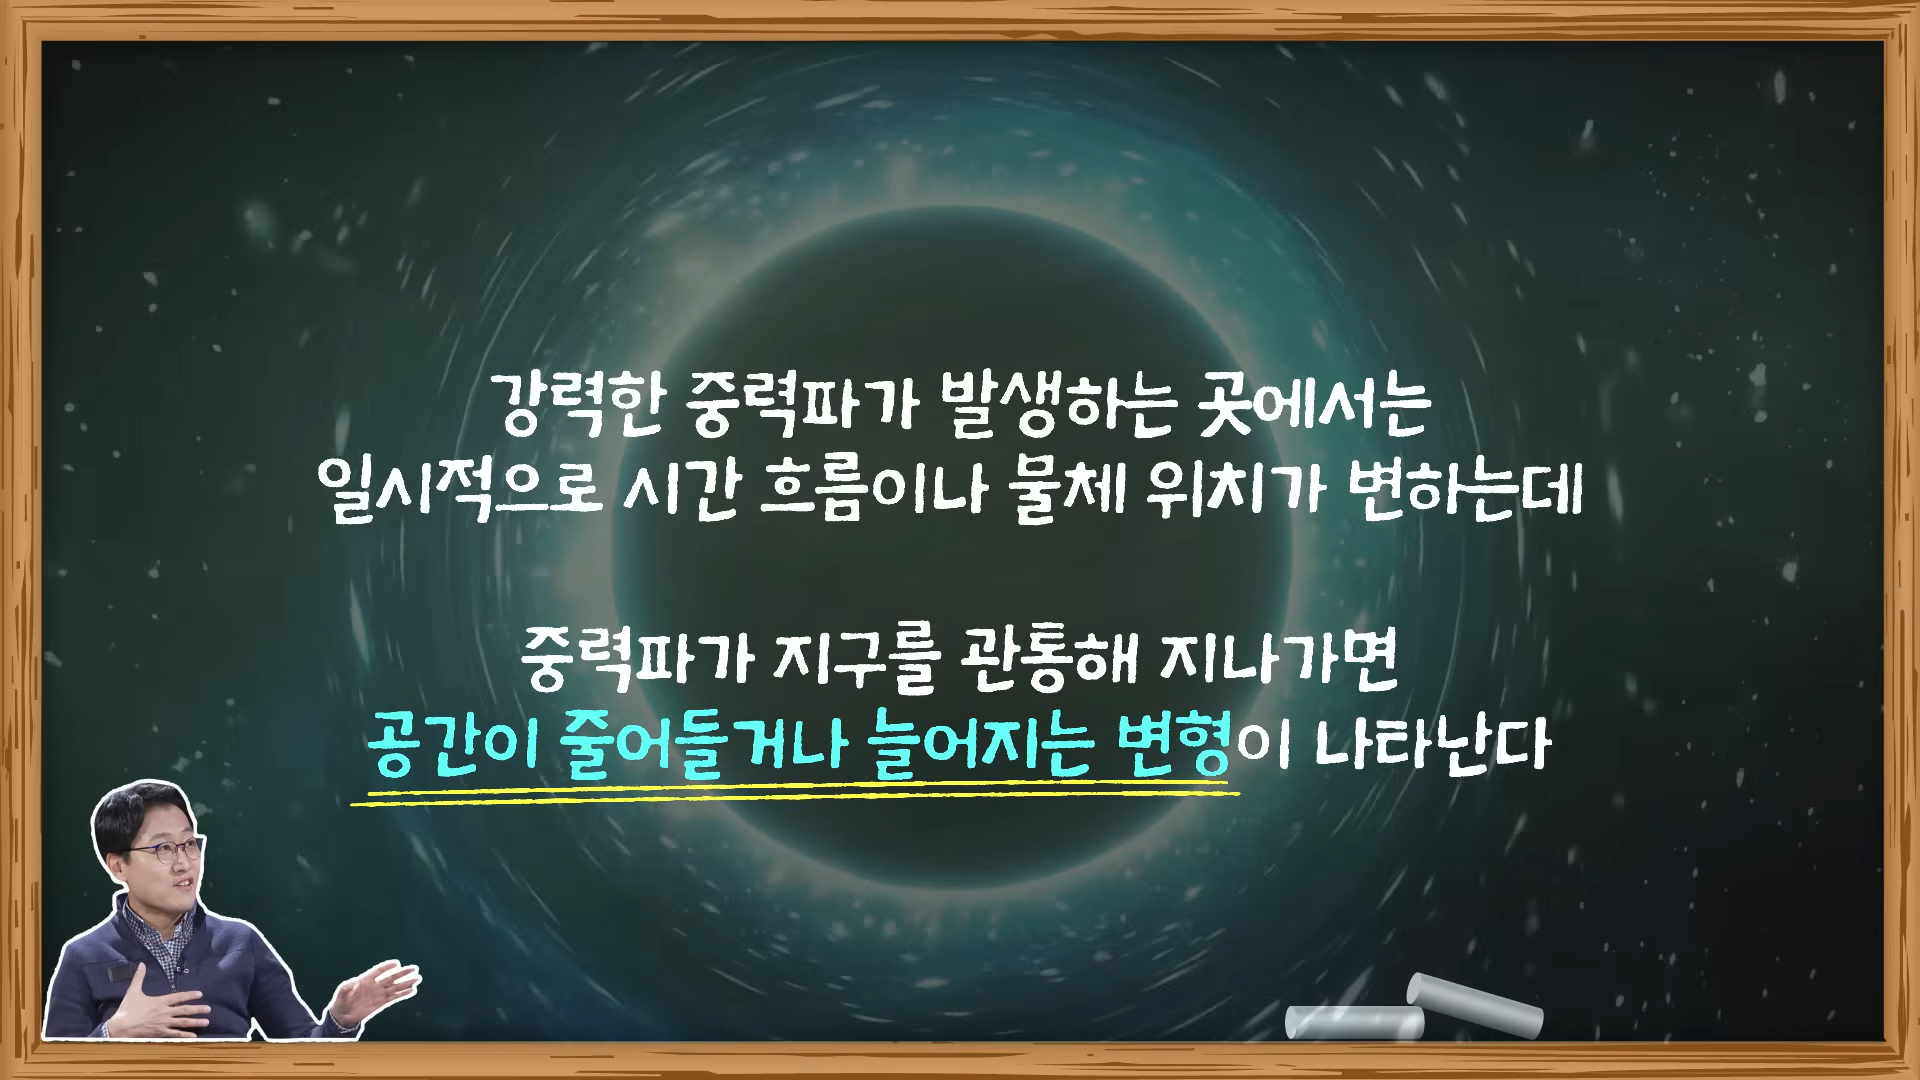 강력한 중력파가 발생하는 곳에서는
일시적으로 시간 흐름이나 물체 위치가 변하는데
중력파가 지구를 관통해 지나가면
공간이 줄어들거나 늘어지는 변형이 나타난다